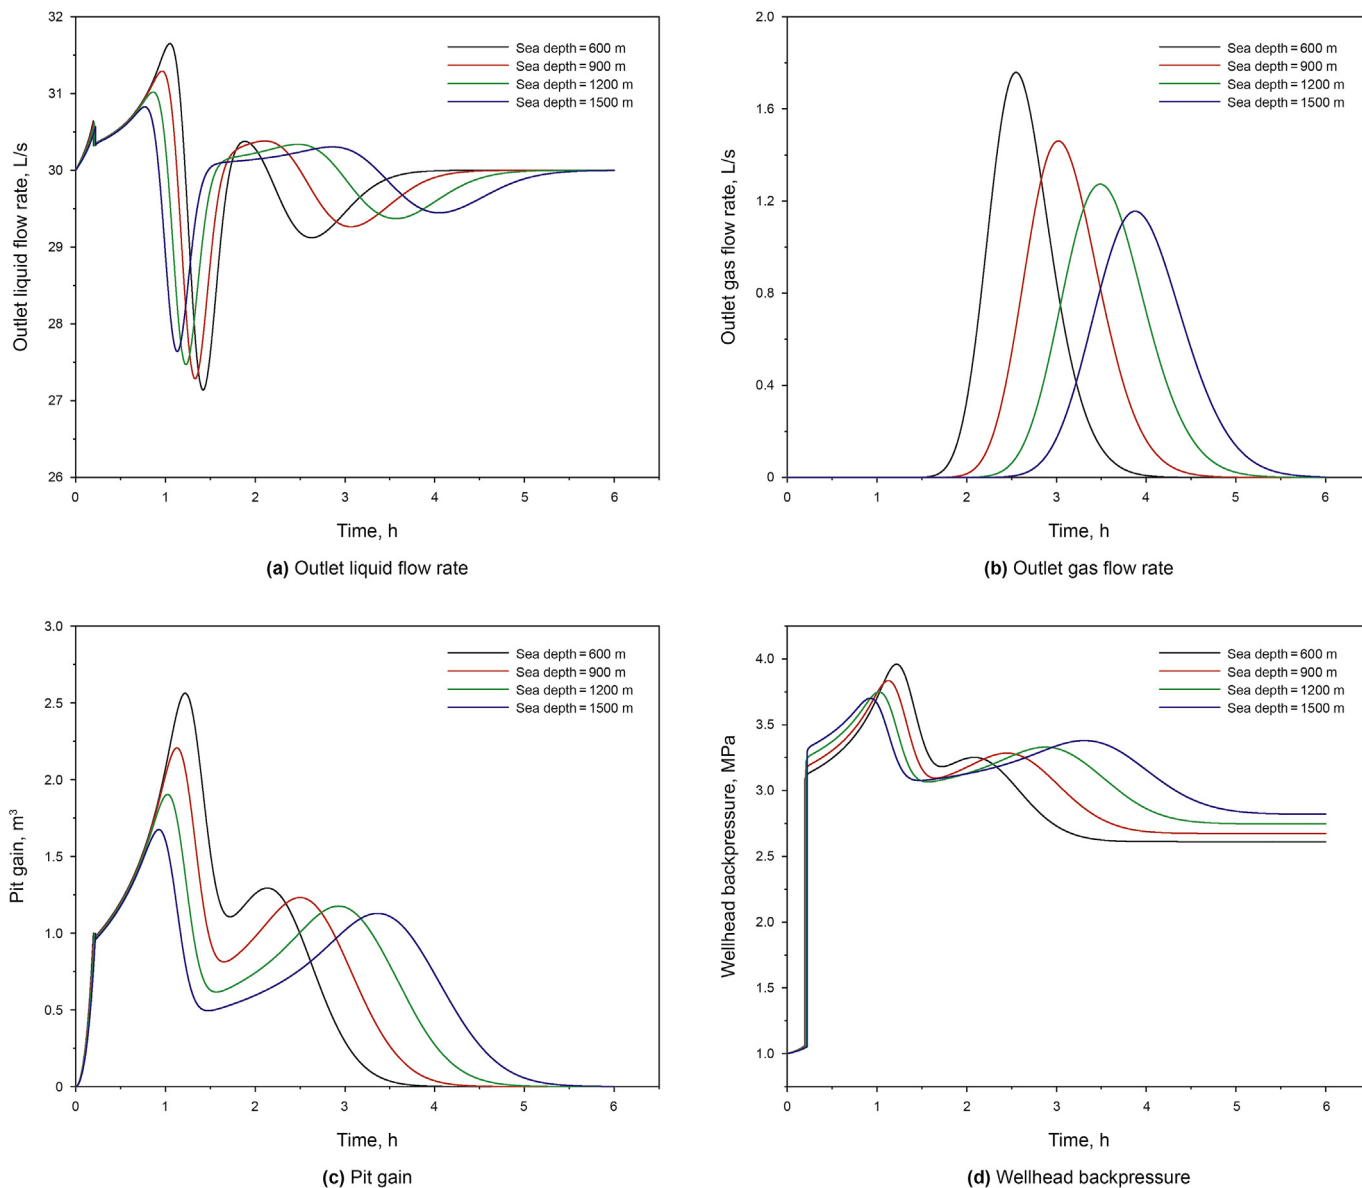 32
31
30
29
28
27
26
Outlet liquid flow rate, L/s
Sea depth = 600 m
Sea depth = 900 m
Sea depth = 1200 m
Sea depth = 1500 m
0 1 2 3 4 5 6
Time, h
(a) Outlet liquid flow rate
2.0
1.6
1.2
0.8
0.4
0
Outlet gas flow rate, L/s
Sea depth = 600 m
Sea depth = 900 m
Sea depth = 1200 m
Sea depth = 1500 m
0 1 2 3 4 5 6
Time, h
(b) Outlet gas flow rate
3.0
2.5
2.0
1.5
1.0
0.5
0
Pit gain, m³
Sea depth = 600 m
Sea depth = 900 m
Sea depth = 1200 m
Sea depth = 1500 m
0 1 2 3 4 5 6
Time, h
(c) Pit gain
4.0
3.5
3.0
2.5
2.0
1.5
1.0
Wellhead backpressure, MPa
Sea depth = 600 m
Sea depth = 900 m
Sea depth = 1200 m
Sea depth = 1500 m
0 1 2 3 4 5 6
Time, h
(d) Wellhead backpressure